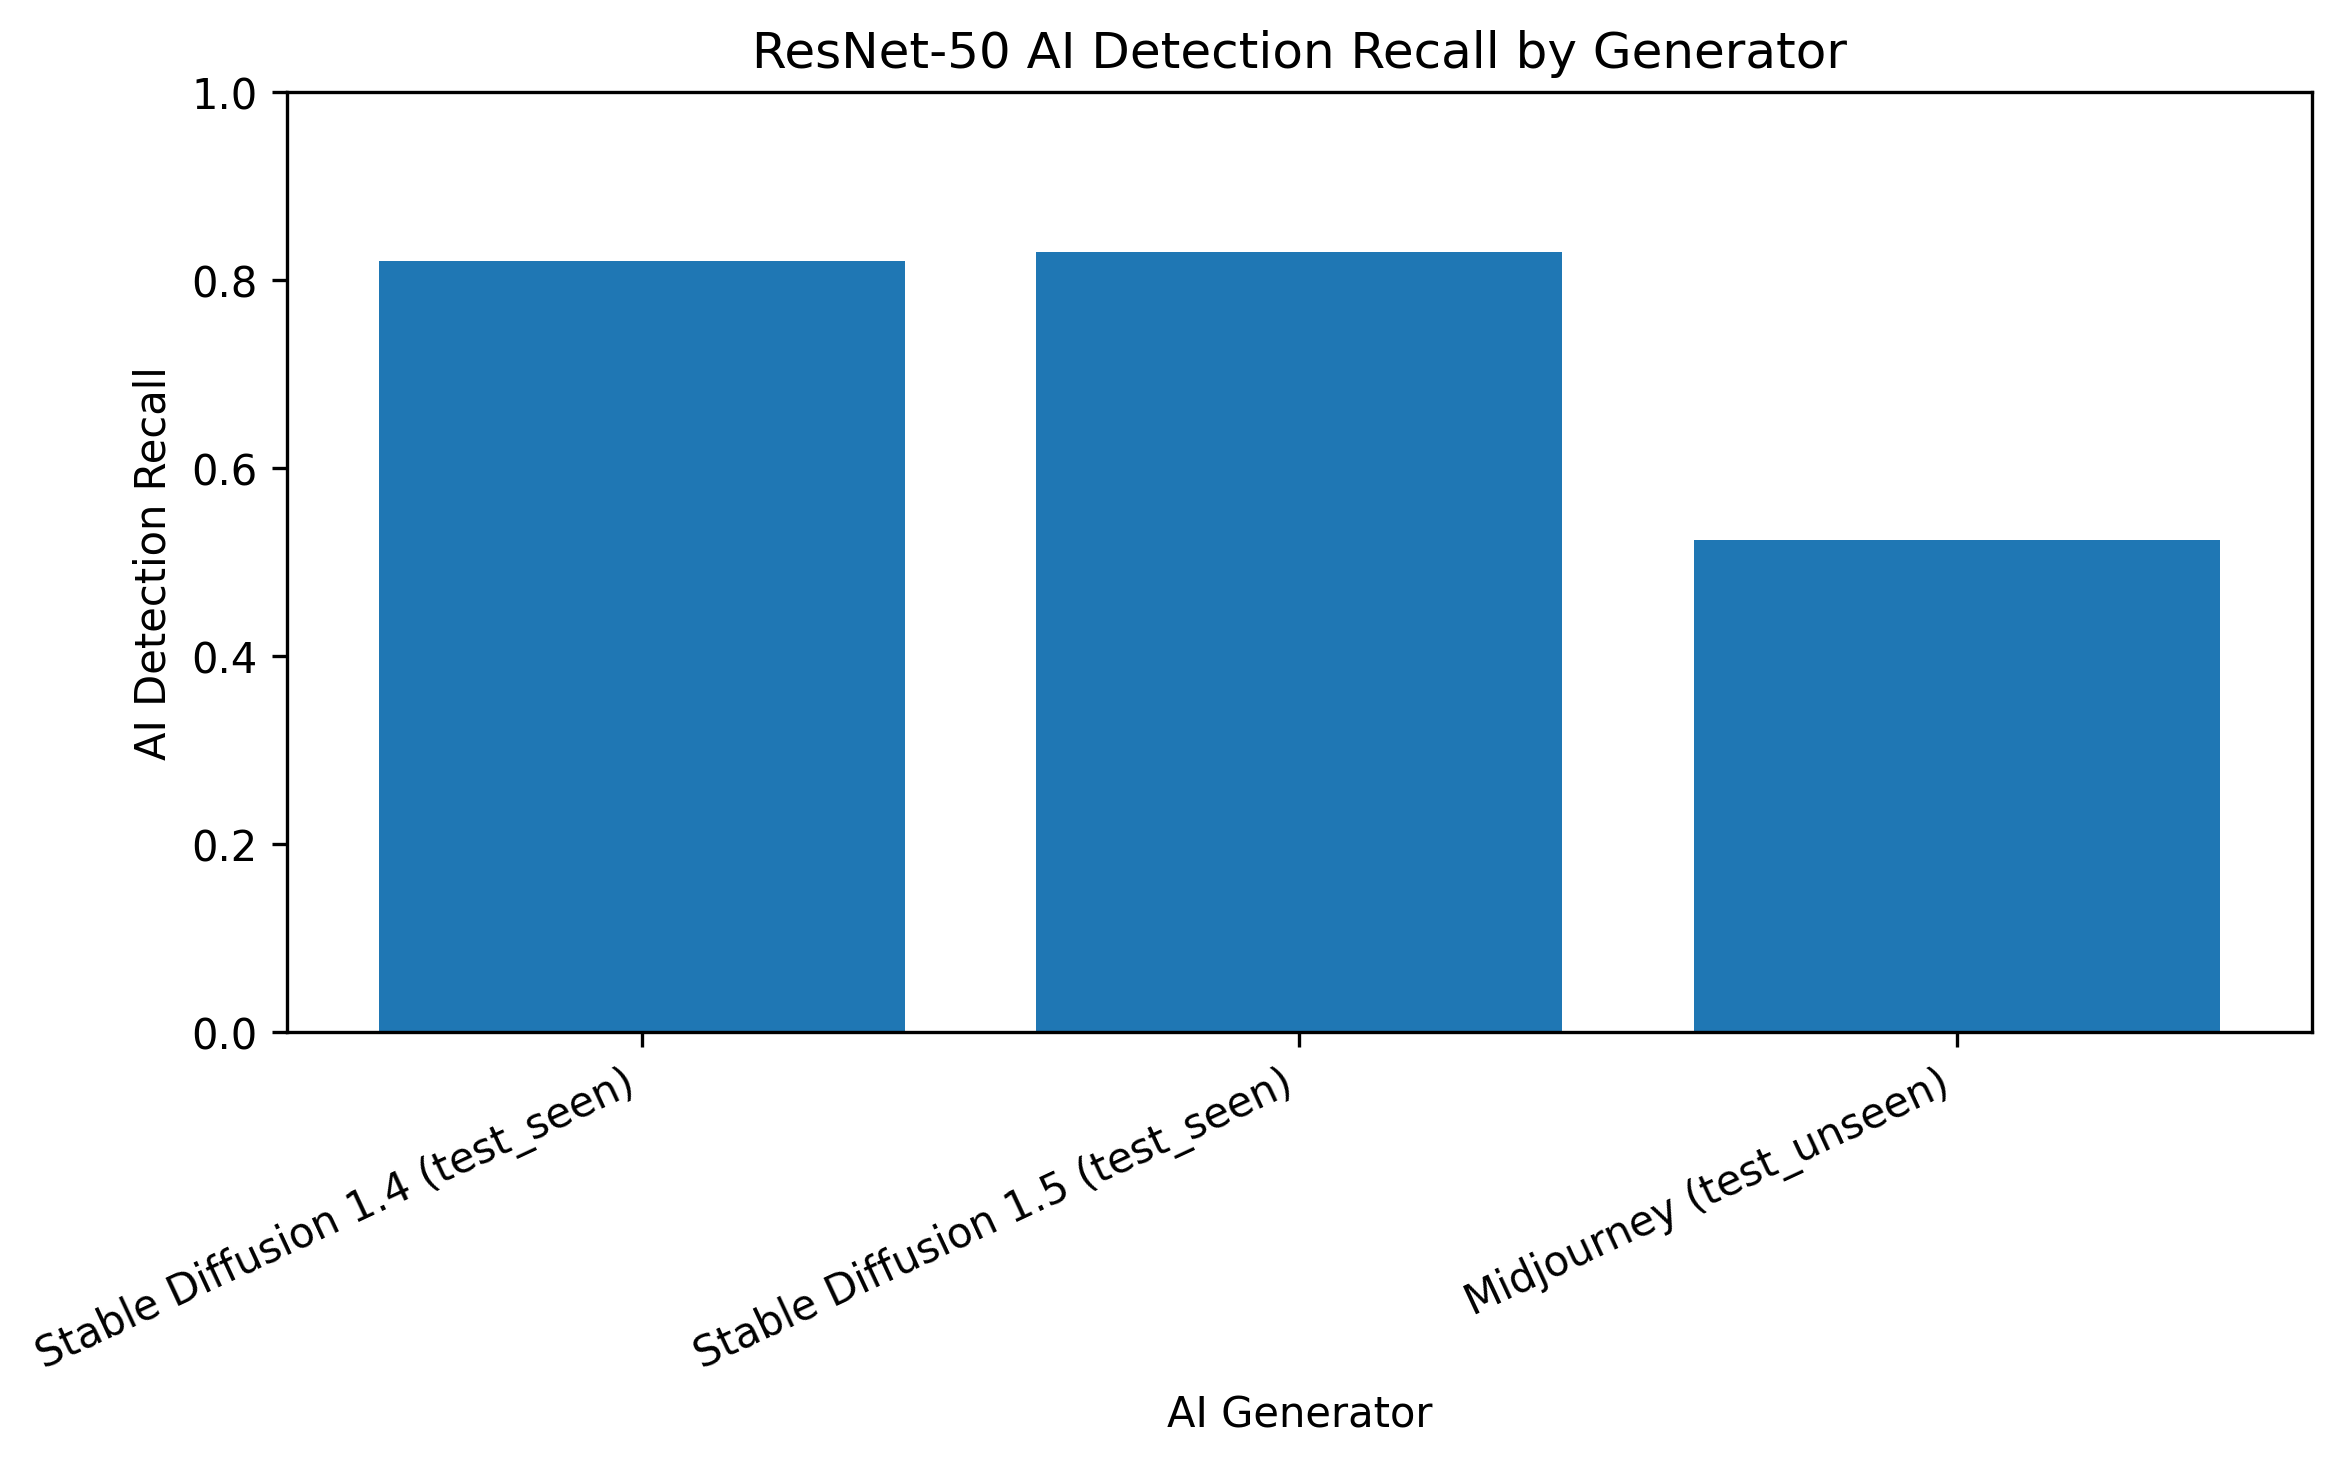 ResNet-50 AI Detection Recall by Generator
AI Detection Recall
1.0
0.8
0.6
0.4
0.2
0.0
Stable Diffusion 1.4 (test_seen)
Stable Diffusion 1.5 (test_seen)
Midjourney (test_unseen)
AI Generator